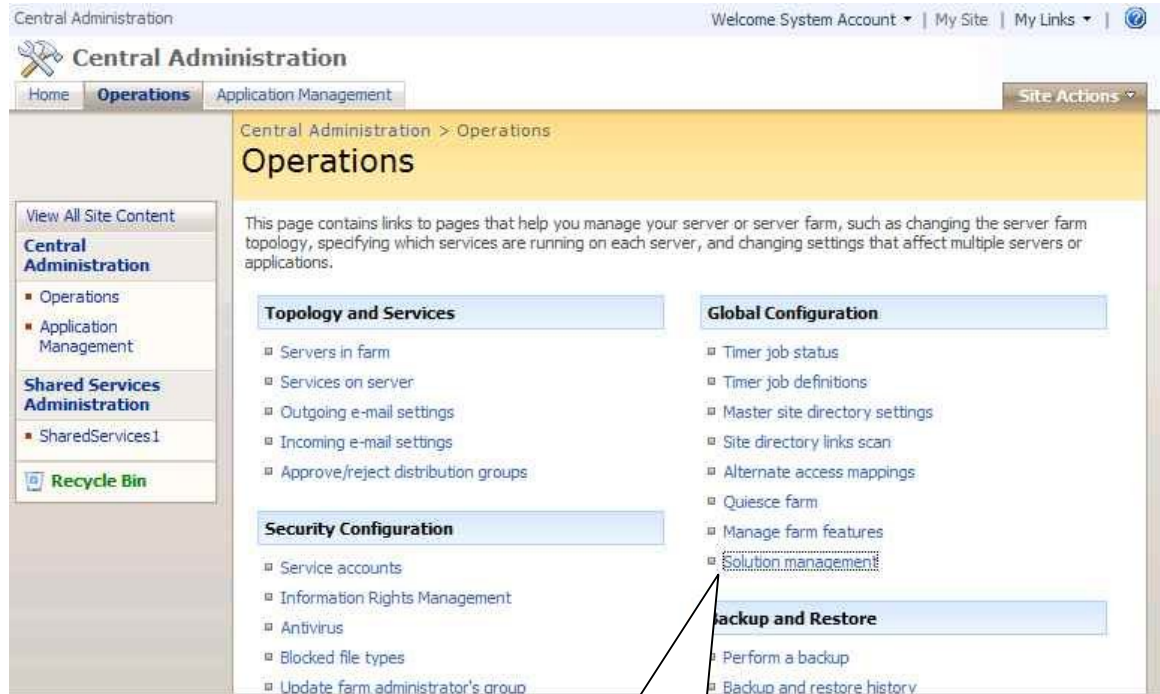 Central Administration
Welcome System Account | My Site | My Links |
Central Administration
Home Operations Application Management
Site Actions
Central Administration > Operations
Operations
View All Site Content
Central
Administration
Operations
Application
Management
Shared Services
Administration
SharedServices1
Recycle Bin
This page contains links to pages that help you manage your server or server farm, such as changing the server farm
topology, specifying which services are running on each server, and changing settings that affect multiple servers or
applications.
Topology and Services
Servers in farm
Services on server
Outgoing e-mail settings
Incoming e-mail settings
Approve/reject distribution groups
Security Configuration
Service accounts
Information Rights Management
Antivirus
Blocked file types
Update farm administrator's group
Global Configuration
Timer job status
Timer job definitions
Master site directory settings
Site directory links scan
Alternate access mappings
Quiesce farm
Manage farm features
Solution management
Backup and Restore
Perform a backup
Backup and restore history